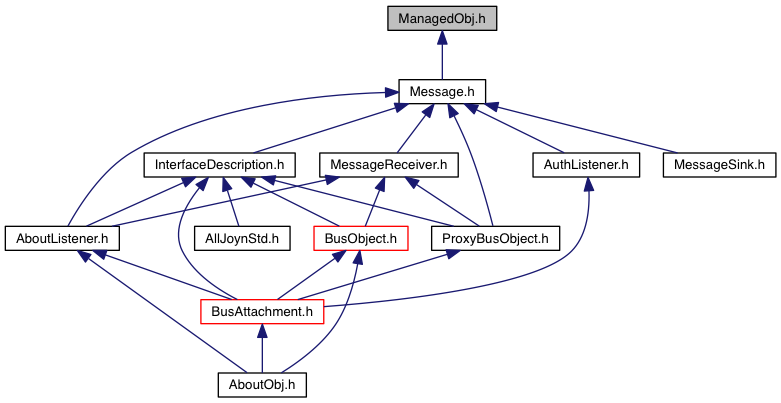 ManagedObj.h
Message.h
InterfaceDescription.h
MessageReceiver.h
AuthListener.h
MessageSink.h
AboutListener.h
AllJoynStd.h
BusObject.h
ProxyBusObject.h
BusAttachment.h
AboutObj.h